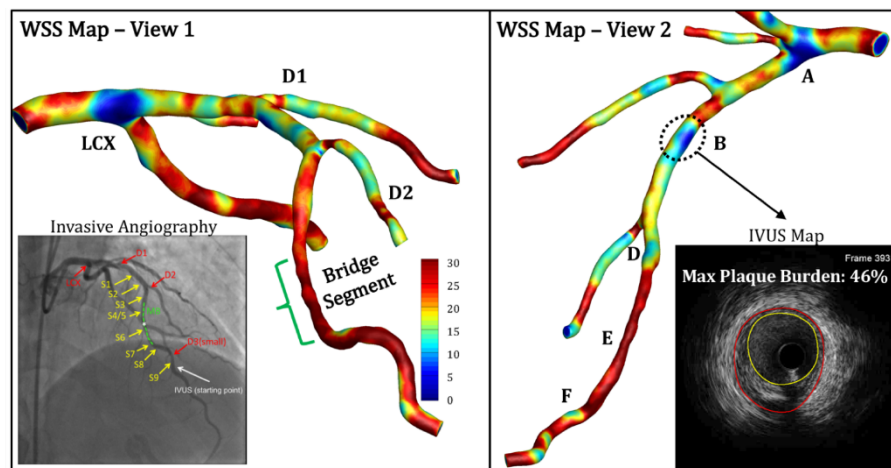 WSS Map – View 1
D1
LCX
D2
Invasive Angiography
D1
LCX
D2
S1
S2
S3
S4/5
S6
S7
S8
D3(small)
S9
IVUS (starting point)
Bridge
Segment
30
25
20
15
10
5
0
WSS Map – View 2
A
B
D
E
F
IVUS Map
Frame 393
Max Plaque Burden: 46%